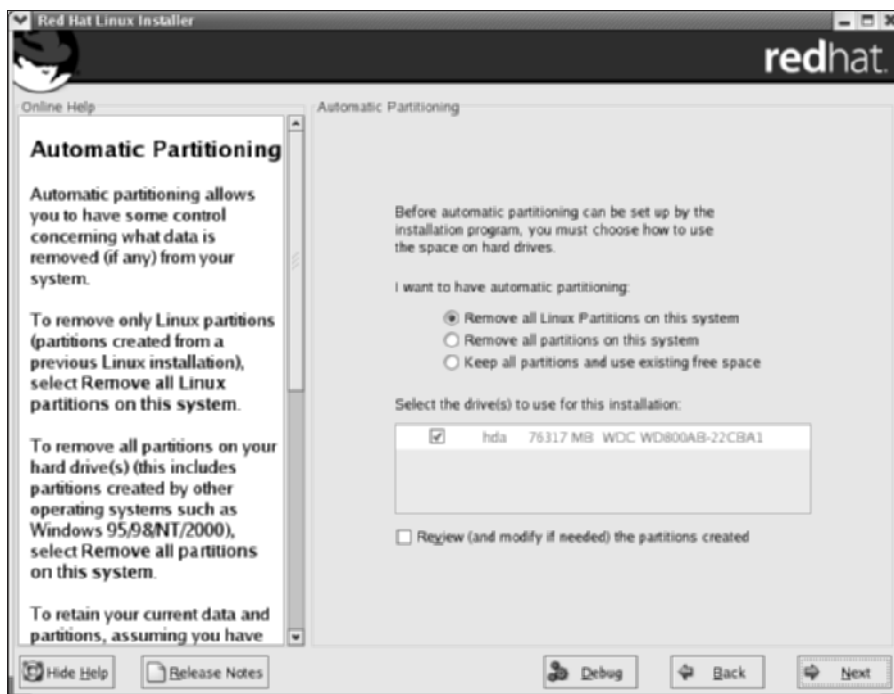 Red Hat Linux Installer
redhat.
Online Help
Automatic Partitioning
Automatic partitioning allows
you to have some control
concerning what data is
removed (if any) from your
system.
To remove only Linux partitions
(partitions created from a
previous Linux installation),
select Remove all Linux
partitions on this system.
To remove all partitions on your
hard drive(s) (this includes
partitions created by other
operating systems such as
Windows 95/98/NT/2000),
select Remove all partitions
on this system.
To retain your current data and
partitions, assuming you have
Automatic Partitioning
Before automatic partitioning can be set up by the
installation program, you must choose how to use
the space on hard drives.
I want to have automatic partitioning:
Remove all Linux Partitions on this system
Remove all partitions on this system
Keep all partitions and use existing free space
Select the drive(s) to use for this installation:
hda 76317 MB WDC WD800AB-22CBA1
Review (and modify if needed) the partitions created
Hide Help
Release Notes
Debug
Back
Next